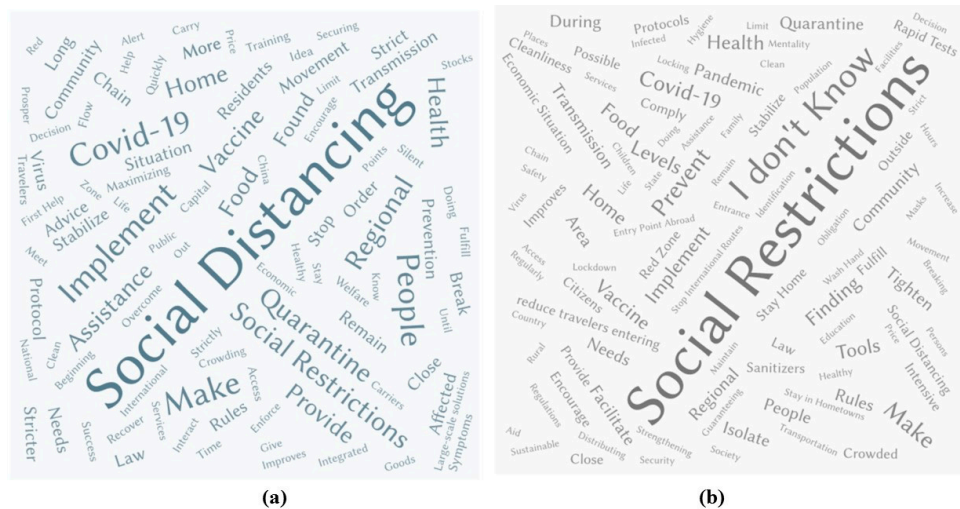 Red
Long
Community
Alert
Help
Carry
Quickly
More
Price
Training
Idea
Securing
Movement
Strict
Transmission
Stocks
Prosper
Decision
Flow
Chain
Home
Residents
Found
Limit
Encourage
Health
Covid-19
Situation
Maximizing
Vaccine
Food
China
Capital
Points
Silent
Virus
Travelers
Zone
Life
First Help
Advice
Stabilize
Meet
Implement
Public
Out
Social Distancing
Stop
Order
Regional
Prevention
Doing
Fulfill
Healthy
Stay
Economic
Welfare
Know
People
Break
Until
Protocol
National
Clean
Beginning
Assistance
Overcome
International
Strictly
Crowding
Quarantine
Social Restrictions
Remain
Carriers
Close
Make
Access
Provide
Affected
Large-scale solutions
Symptoms
Stricter
Needs
Success
Recover
Services
Interact
Rules
Enforce
Law
Time
Give
Improves
Integrated
Goods
(a)
During
Places
Cleanliness
Economic Situation
Possible
Services
Protocols
Infected
Hygiene
Limit
Quarantine
Health
Mentality
Decision
Rapid Tests
Facilities
Locking
Pandemic
Clean
Covid-19
Comply
Population
Transmission
Food
Children
Levels
Doing
Assistance
Family
Stabilize
I don't Know
Strict
Hours
Outside
Chain
Safety
Virus
Improves
Life
State
Prevent
Remain
Home
Entrance
Identification
Entry Point Abroad
Area
Community
Masks
Increase
Obligation
Access
Regularly
Red Zone
Implement
Stop International Routes
Social Restrictions
Movement
Breaking
Lockdown
Citizens
Vaccine
Stay Home
Wash Hand
Fulfill
Finding
Tighten
reduce travelers entering
Country
Needs
Education
Price
Social Distancing
Persons
Intensive
Rural
Provide
Facilitate
Maintain
Law
Tools
Sanitizers
Healthy
Regional
Guaranteeing
Stay in Hometowns
Rules
Make
Encourage
Regulations
People
Isolate
Transportation
Crowded
Aid
Sustainable
Distributing
Strengthening
Close
Security
Society
(b)